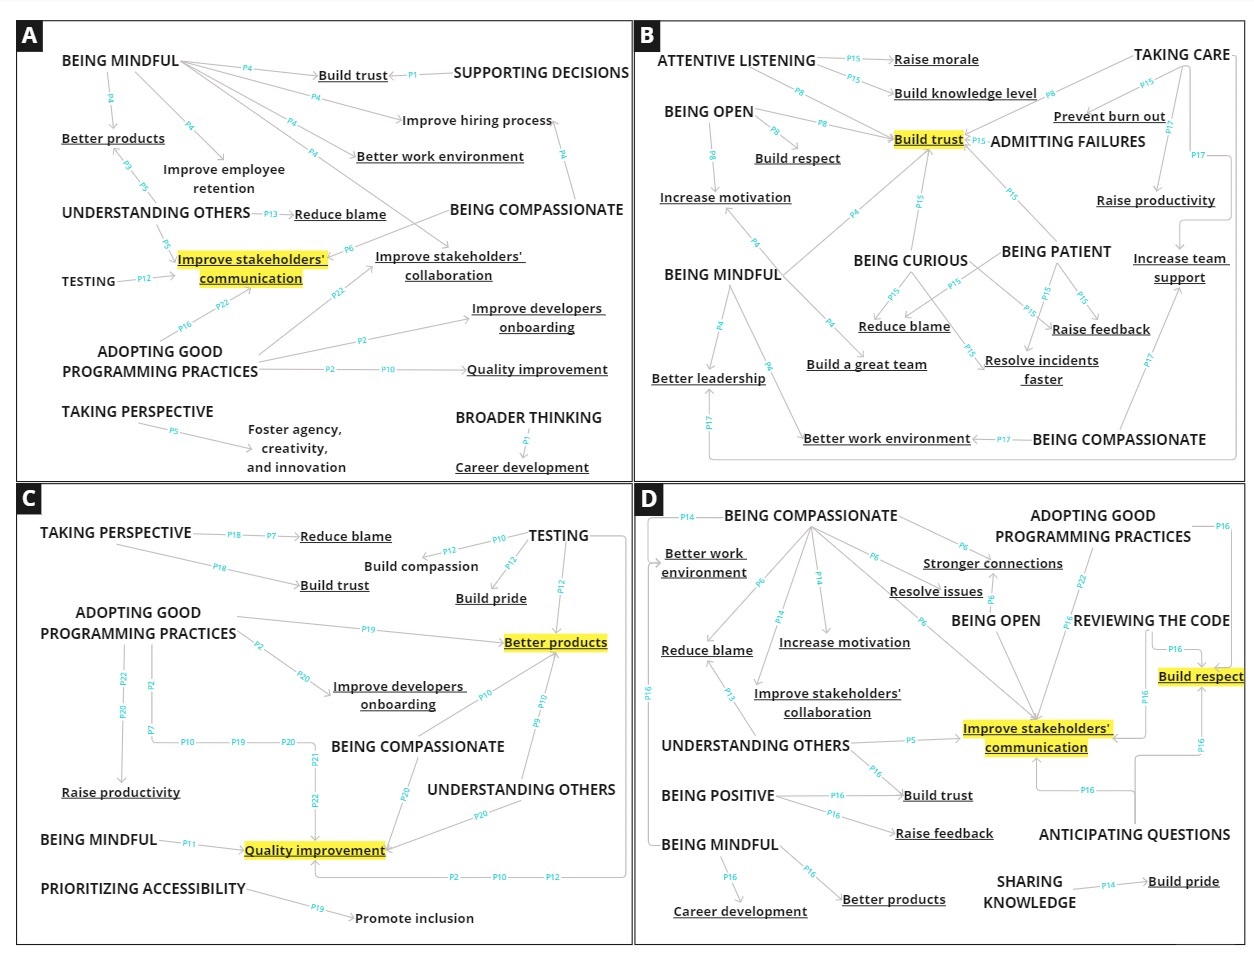 A
BEING MINDFUL
P4
Build trust
P1
SUPPORTING DECISIONS
P4
P4
Improve hiring process
P4
P4
Better products
P4
Better work environment
P4
P4
Improve employee
retention
P3
P5
UNDERSTANDING OTHERS
P13
Reduce blame
BEING COMPASSIONATE
P5
P6
Improve stakeholders'
communication
Improve stakeholders'
collaboration
TESTING
P12
P22
P22
P16
Improve developers
onboarding
ADOPTING GOOD
PROGRAMMING PRACTICES
P2
P2
P10
Quality improvement
TAKING PERSPECTIVE
P5
Foster agency,
creativity,
and innovation
BROADER THINKING
P1
Career development
B
ATTENTIVE LISTENING
P15
Raise morale
TAKING CARE
P15
Build knowledge level
P8
P8
P15
BEING OPEN
P8
P8
Prevent burn out
P17
Build trust
P15
ADMITTING FAILURES
P8
Build respect
P17
Increase motivation
P4
P15
P15
Raise productivity
P4
BEING MINDFUL
BEING CURIOUS
BEING PATIENT
Increase team
support
P15
P15
P15
P15
P15
P4
P4
Reduce blame
Raise feedback
P15
Build a great team
Resolve incidents
faster
P4
P17
Better leadership
P17
Better work environment
P17
BEING COMPASSIONATE
C
TAKING PERSPECTIVE
P18
P7
Reduce blame
TESTING
P10
P12
P12
P12
Build compassion
P18
Build trust
Build pride
ADOPTING GOOD
PROGRAMMING PRACTICES
P19
Better products
P2
P20
P22
P20
P2
P7
Improve developers
onboarding
P10
P9
P10
P10
P19
P20
P21
P22
BEING COMPASSIONATE
UNDERSTANDING OTHERS
Raise productivity
P20
P20
BEING MINDFUL
P11
Quality improvement
P2
P10
P12
PRIORITIZING ACCESSIBILITY
P19
Promote inclusion
D
P14
BEING COMPASSIONATE
ADOPTING GOOD
PROGRAMMING PRACTICES
P16
Better work
environment
P6
P6
Stronger connections
P6
P14
P14
P6
Resolve issues
P6
P22
P16
BEING OPEN
REVIEWING THE CODE
Reduce blame
Increase motivation
P16
Build respect
P13
P16
P16
Improve stakeholders'
collaboration
Improve stakeholders'
communication
UNDERSTANDING OTHERS
P5
P16
P16
P16
BEING POSITIVE
P16
Build trust
P16
Raise feedback
ANTICIPATING QUESTIONS
BEING MINDFUL
P16
P16
Career development
Better products
SHARING
KNOWLEDGE
P14
Build pride